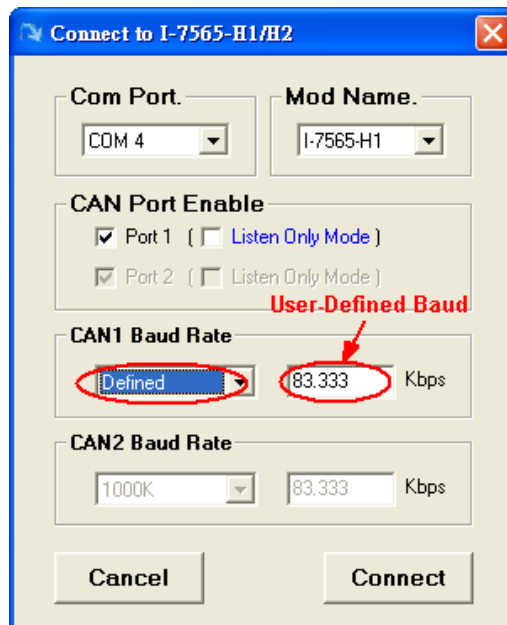 Connect to I-7565-H1/H2
Com Port. Mod Name.
COM 4 I-7565-H1
CAN Port Enable
Port 1 ( Listen Only Mode )
Port 2 ( Listen Only Mode )
User-Defined Baud
CAN1 Baud Rate
Defined 83.333 Kbps
CAN2 Baud Rate
1000K 83.333 Kbps
Cancel Connect